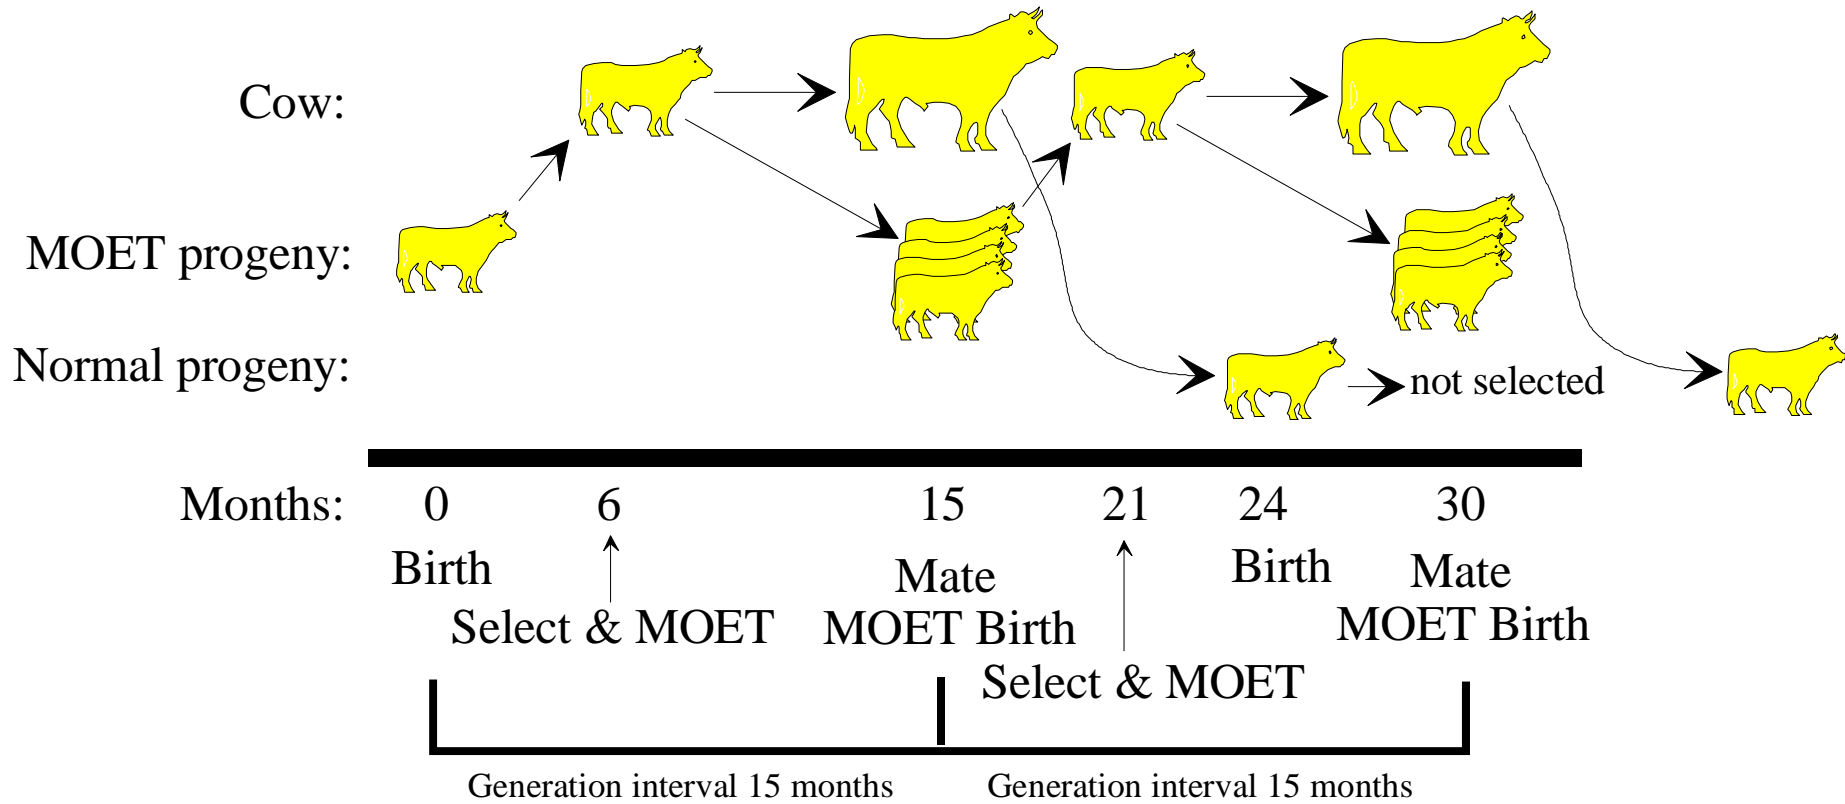 Cow:
MOET progeny:
Normal progeny:
not selected
Months: 0 6 15 21 24 30
Birth Mate Birth Mate
Select & MOET MOET Birth MOET Birth
Select & MOET
Generation interval 15 months Generation interval 15 months